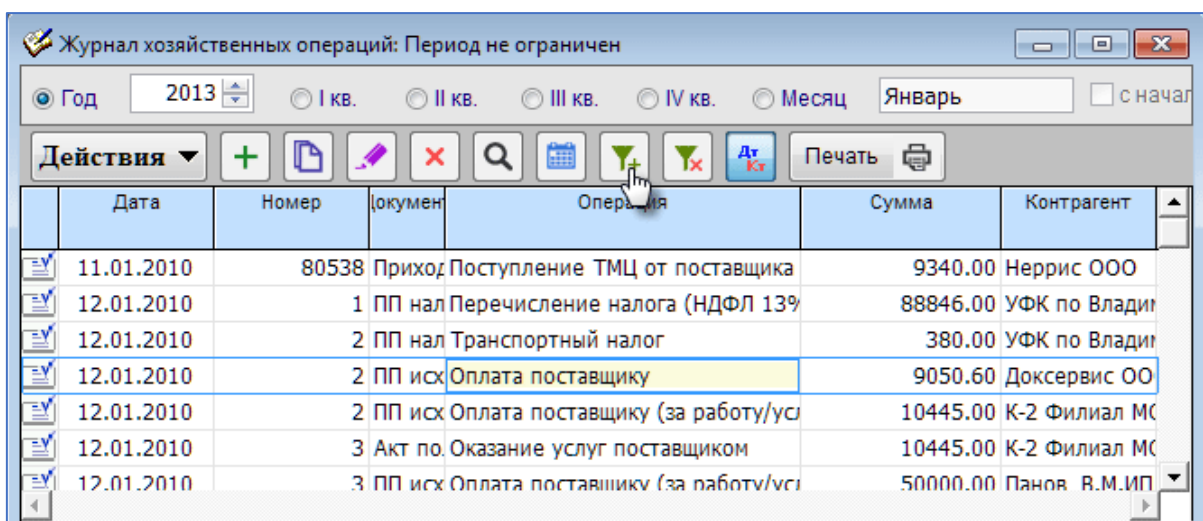 Журнал хозяйственных операций: Период не ограничен
Год 2013 I кв. II кв. III кв. IV кв. Месяц Январь с начал
Действия Дт Кт Печать
Дата Номер Докумен Операция Сумма Контрагент
11.01.2010 80538 Приход Поступление ТМЦ от поставщика 9340.00 Неррис ООО
12.01.2010 1 ПП нал Перечисление налога (НДФЛ 13% 88846.00 УФК по Владим
12.01.2010 2 ПП нал Транспортный налог 380.00 УФК по Владим
12.01.2010 2 ПП исх Оплата поставщику 9050.60 Доксервис ОО
12.01.2010 2 ПП исх Оплата поставщику (за работу/усл 10445.00 К-2 Филиал МО
12.01.2010 3 Акт по. Оказание услуг поставщиком 10445.00 К-2 Филиал МО
12.01.2010 3 ПП исх Оплата поставщику (за работу/усл 50000.00 Панов В.М.ИП